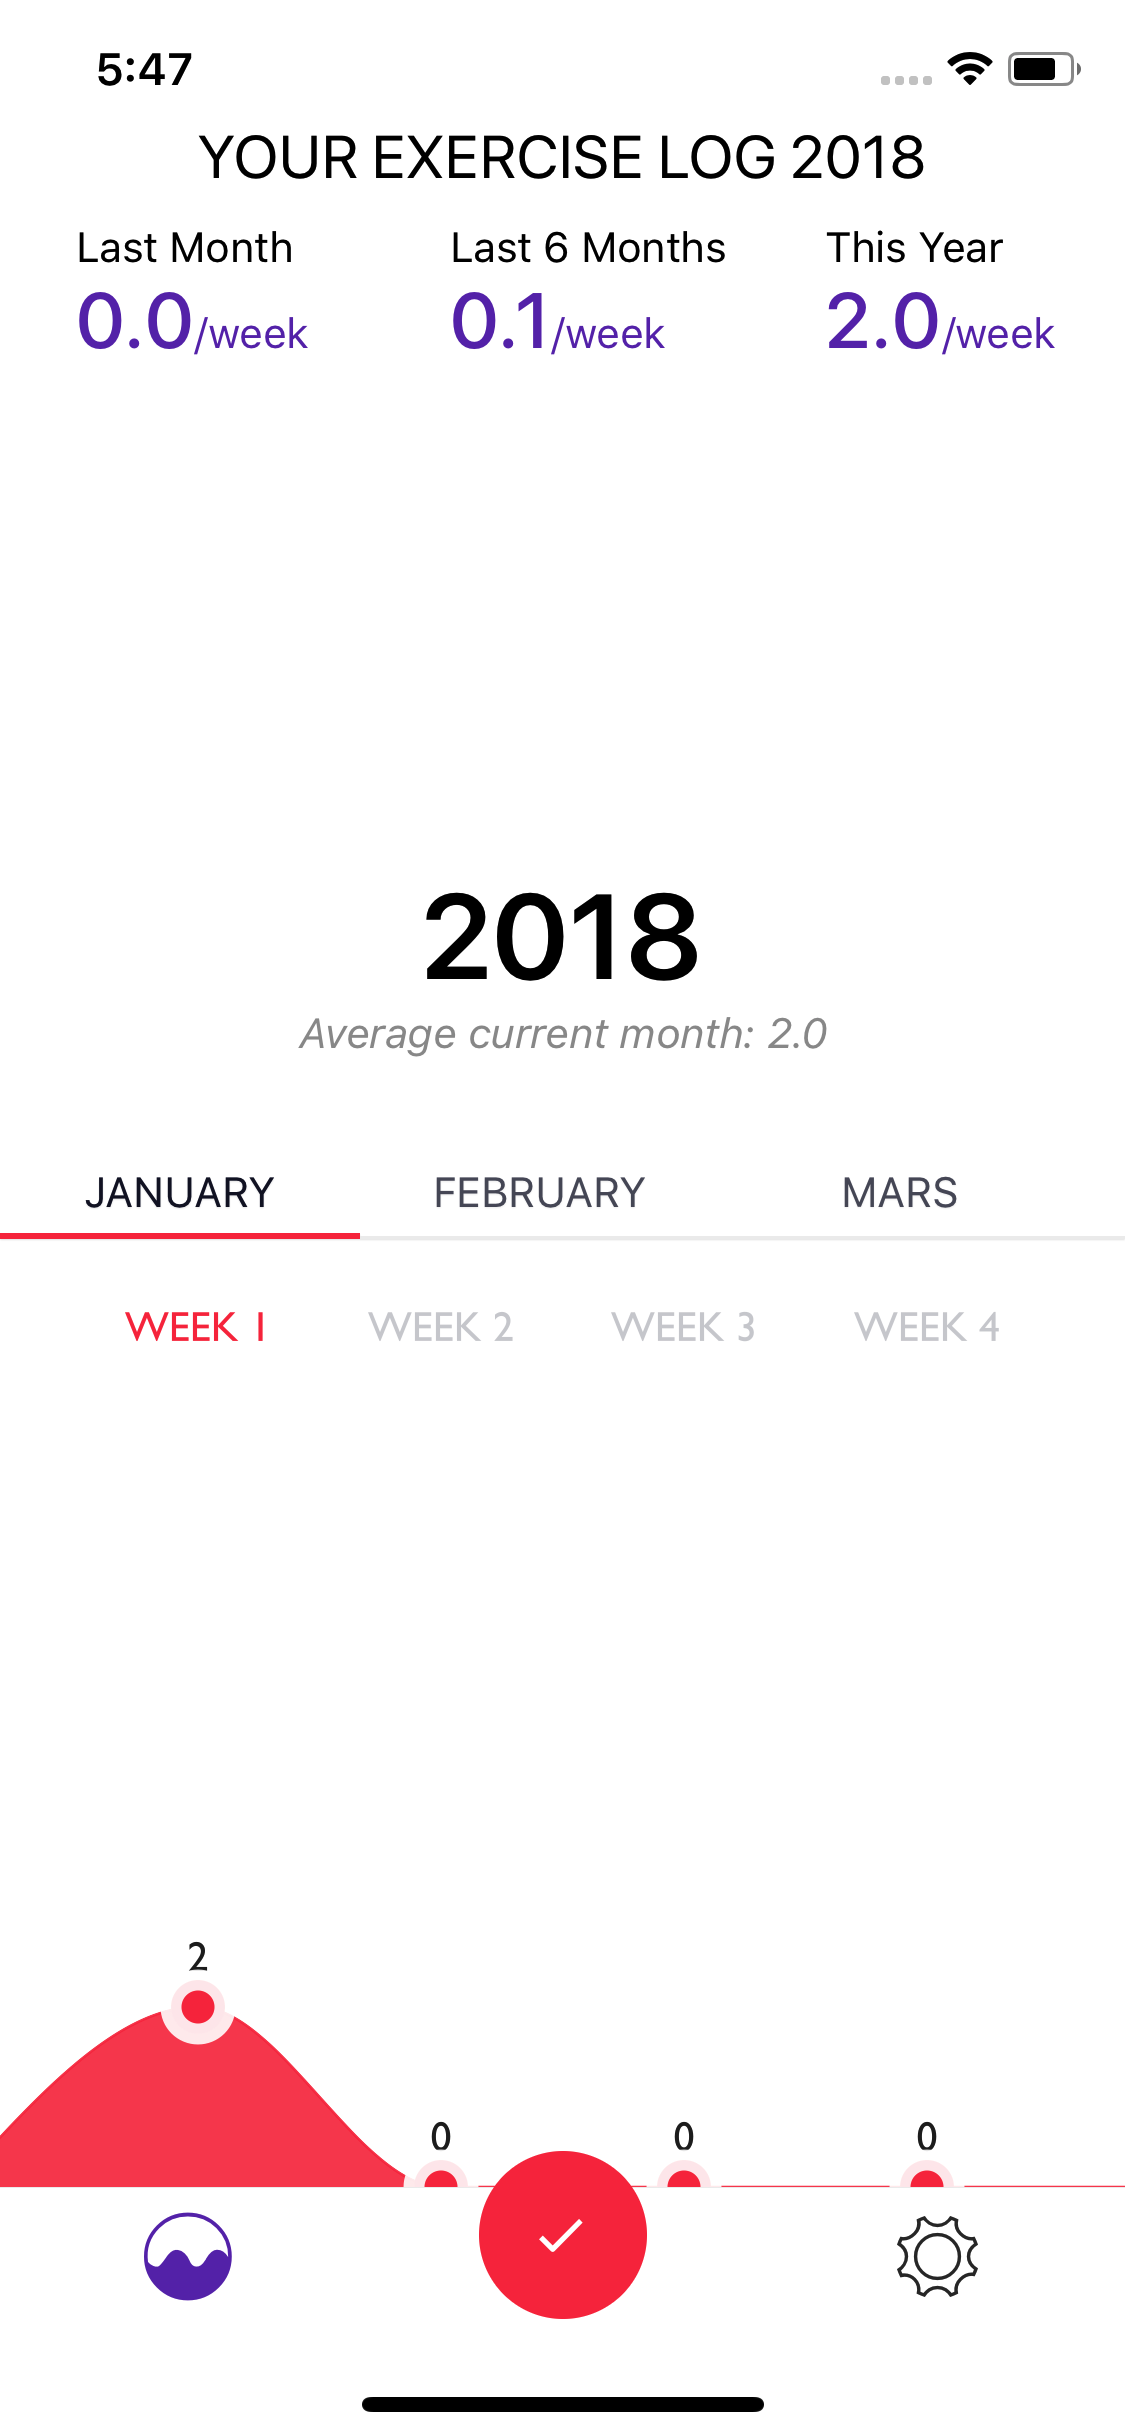 5:47
YOUR EXERCISE LOG 2018
Last Month Last 6 Months This Year
0.0/week 0.1/week 2.0/week
2018
Average current month: 2.0
JANUARY FEBRUARY MARS
WEEK 1 WEEK 2 WEEK 3 WEEK 4
2
0 0 0